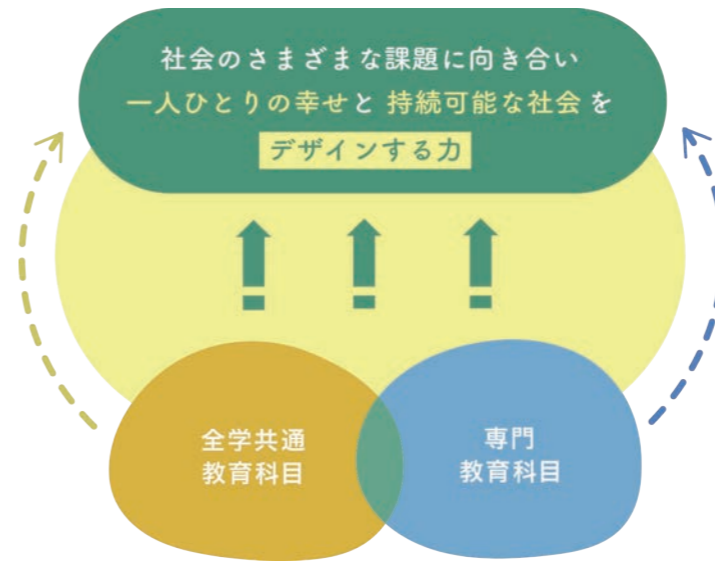 社会のさまざまな課題に向き合い
一人ひとりの幸せと 持続可能な社会 を
デザインする力
全学共通
教育科目
専門
教育科目